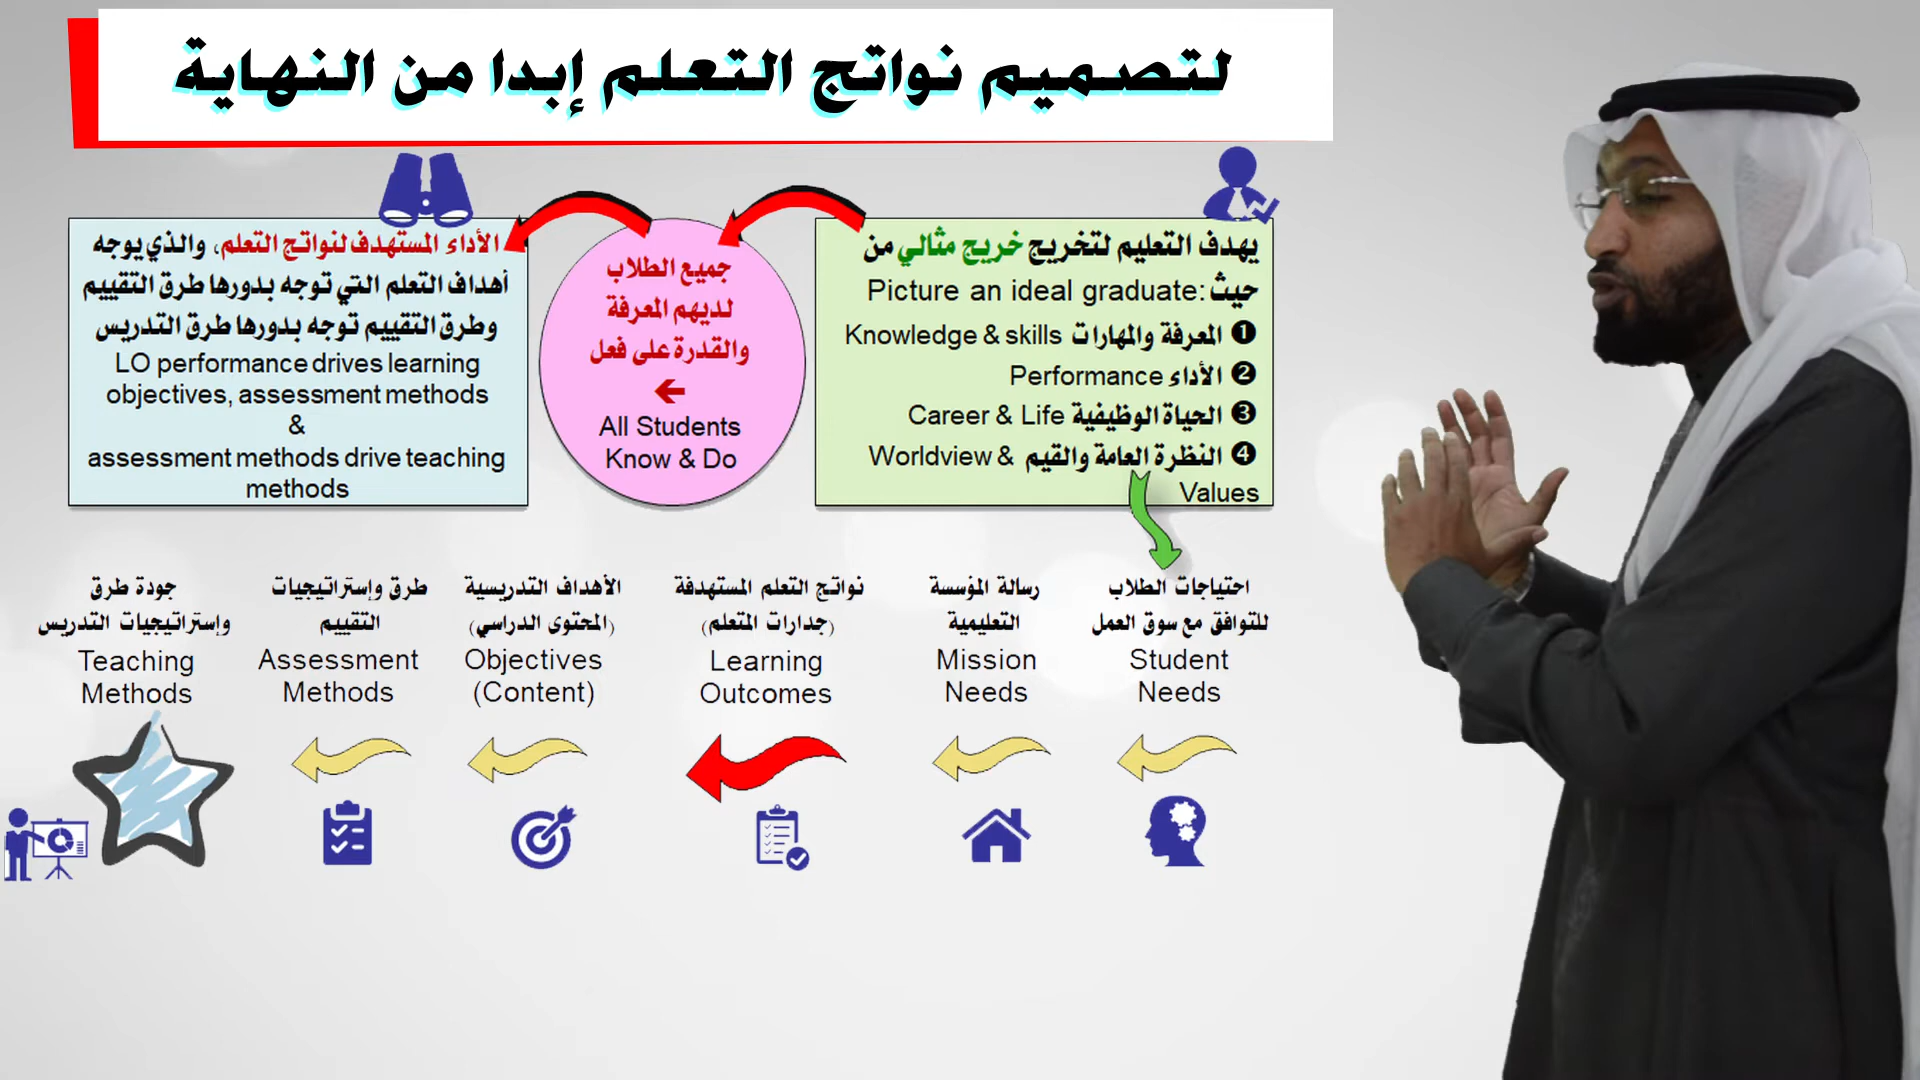 لتصميم نواتج التعلم إبدا من النهاية
يهدف التعليم لتخريج خريج مثالي من
حيث: Picture an ideal graduate
❶ المعرفة والمهارات Knowledge & skills
❷ الأداء Performance
❸ الحياة الوظيفية Career & Life
❹ النظرة العامة والقيم Worldview &
Values
جميع الطلاب
لديهم المعرفة
والقدرة على فعل
All Students
Know & Do
الأداء المستهدف لنواتج التعلم، والذي يوجه
أهداف التعلم التي توجه بدورها طرق التقييم
وطرق التقييم توجه بدورها طرق التدريس
LO performance drives learning
objectives, assessment methods
&
assessment methods drive teaching
methods
احتياجات الطلاب
للتوافق مع سوق العمل
Student
Needs
رسالة المؤسسة
التعليمية
Mission
Needs
نواتج التعلم المستهدفة
(جدارات المتعلم)
Learning
Outcomes
الأهداف التدريسية
(المحتوى الدراسي)
Objectives
(Content)
طرق وإستراتيجيات
التقييم
Assessment
Methods
جودة طرق
وإستراتيجيات التدريس
Teaching
Methods